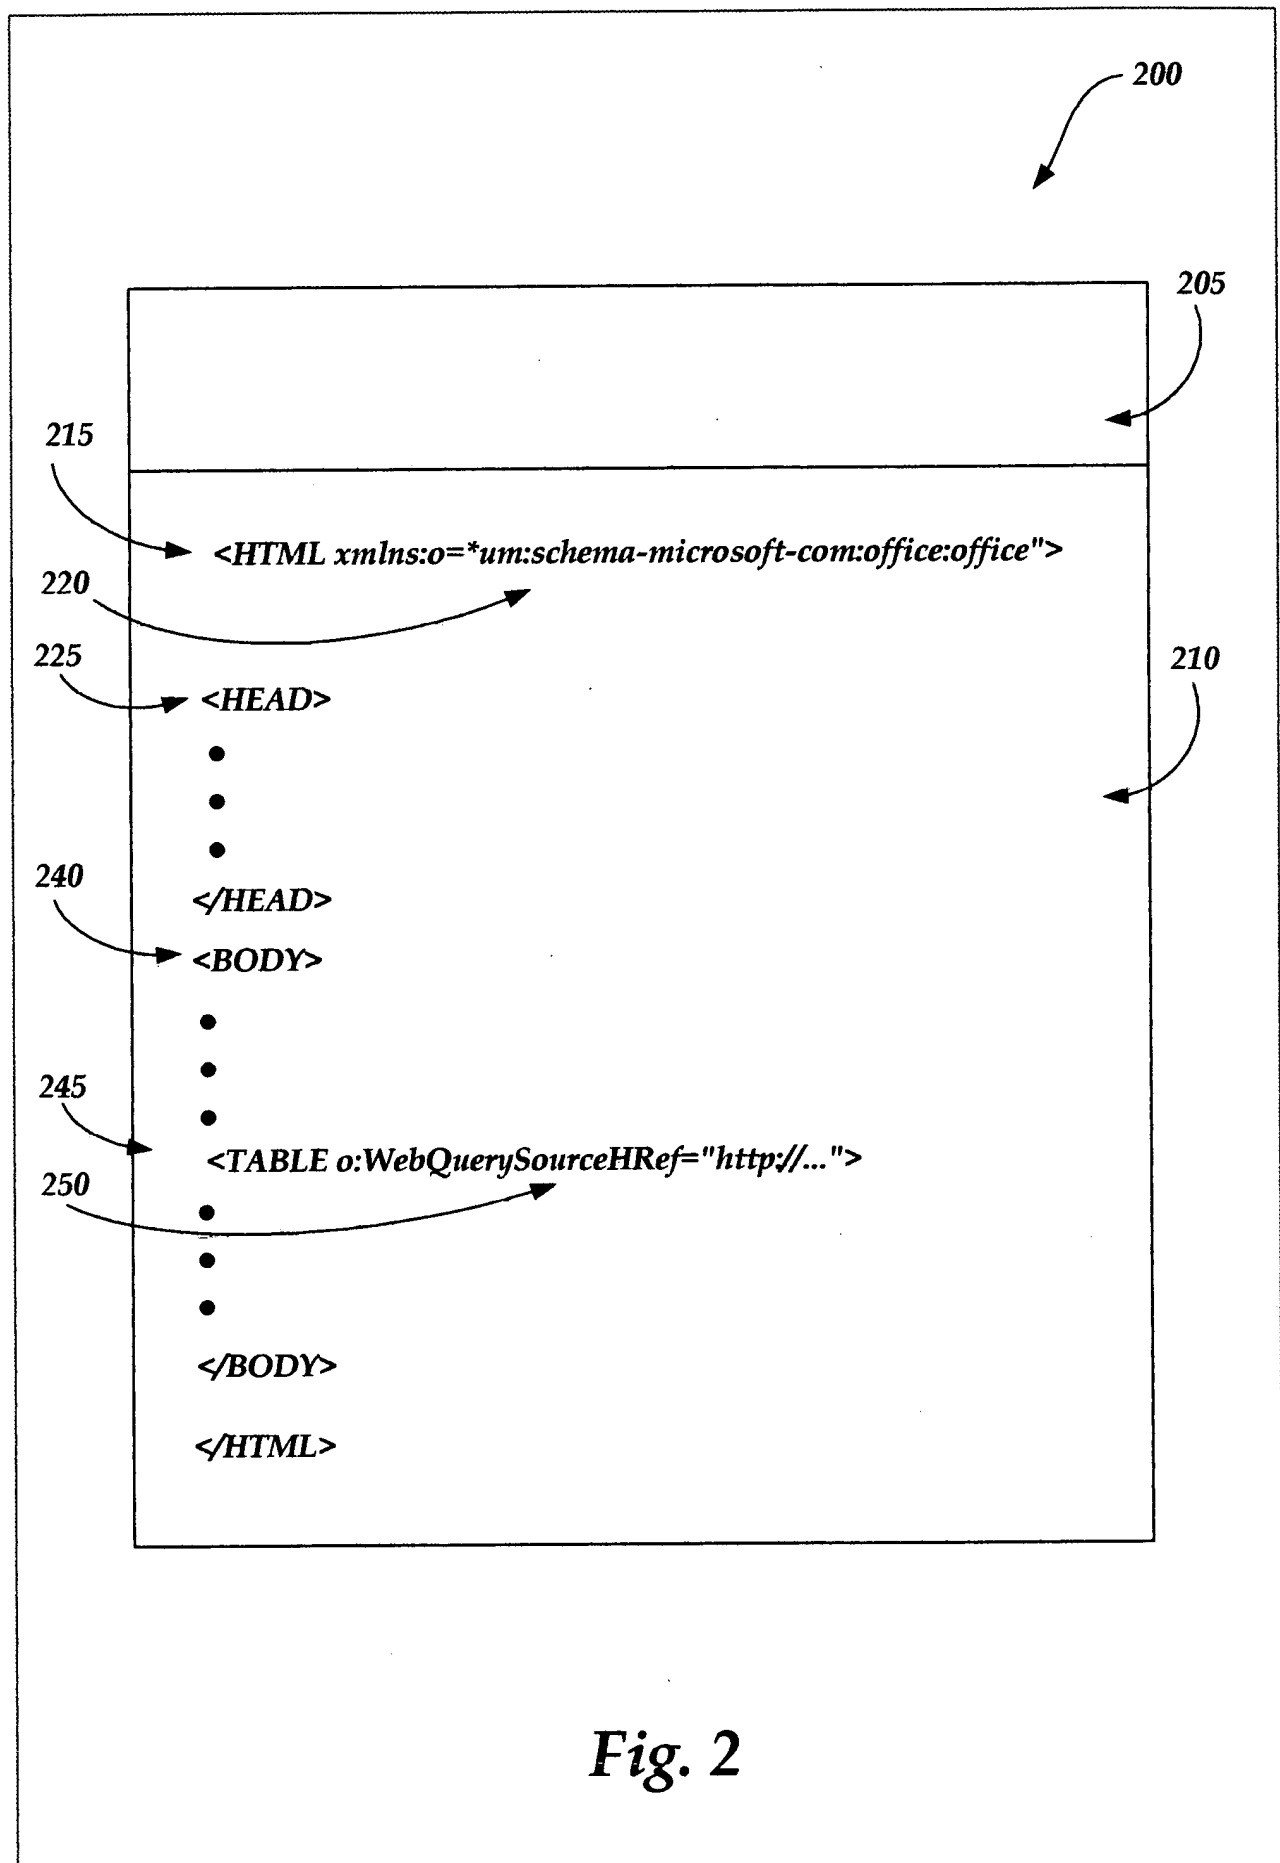 200
205
215
<HTML xmlns:o=*um:schema-microsoft-com:office:office">
220
225
<HEAD>
210
</HEAD>
240
<BODY>
245
<TABLE o:WebQuerySourceHRef="http://...">
250
</BODY>
</HTML>
Fig. 2